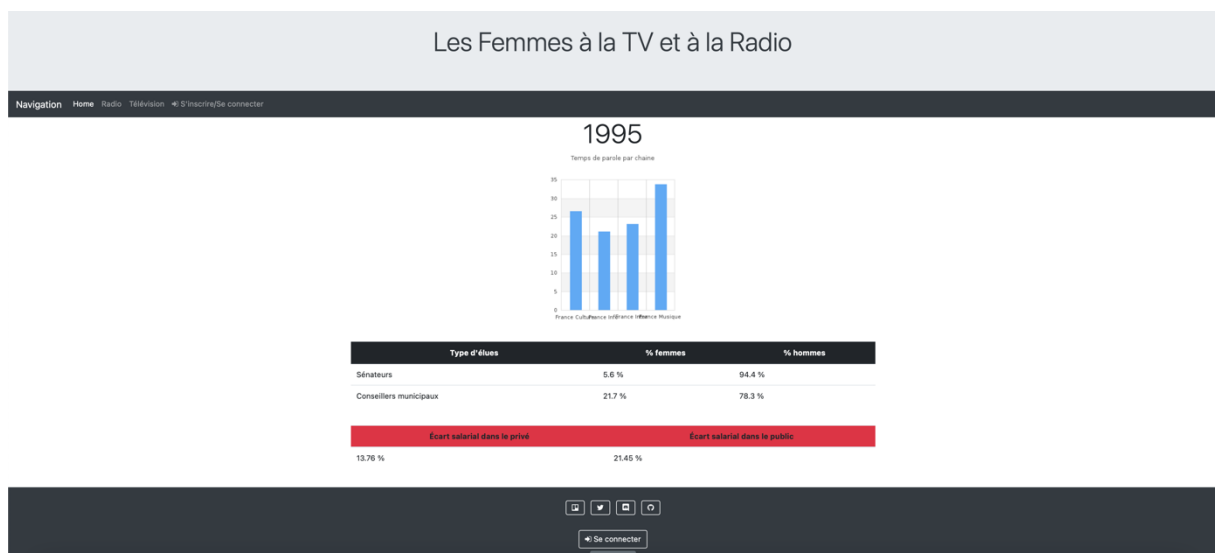 Les Femmes à la TV et à la Radio
Navigation Home Radio Télévision S'inscrire/Se connecter
1995
Temps de parole par chaine
35
30
25
20
15
10
5
0
France Culture France Info France Inter France Musique
Type d'élues % femmes % hommes
Sénateurs 5.6 % 94.4 %
Conseillers municipaux 21.7 % 78.3 %
Écart salarial dans le privé Écart salarial dans le public
13.76 % 21.45 %
Se connecter